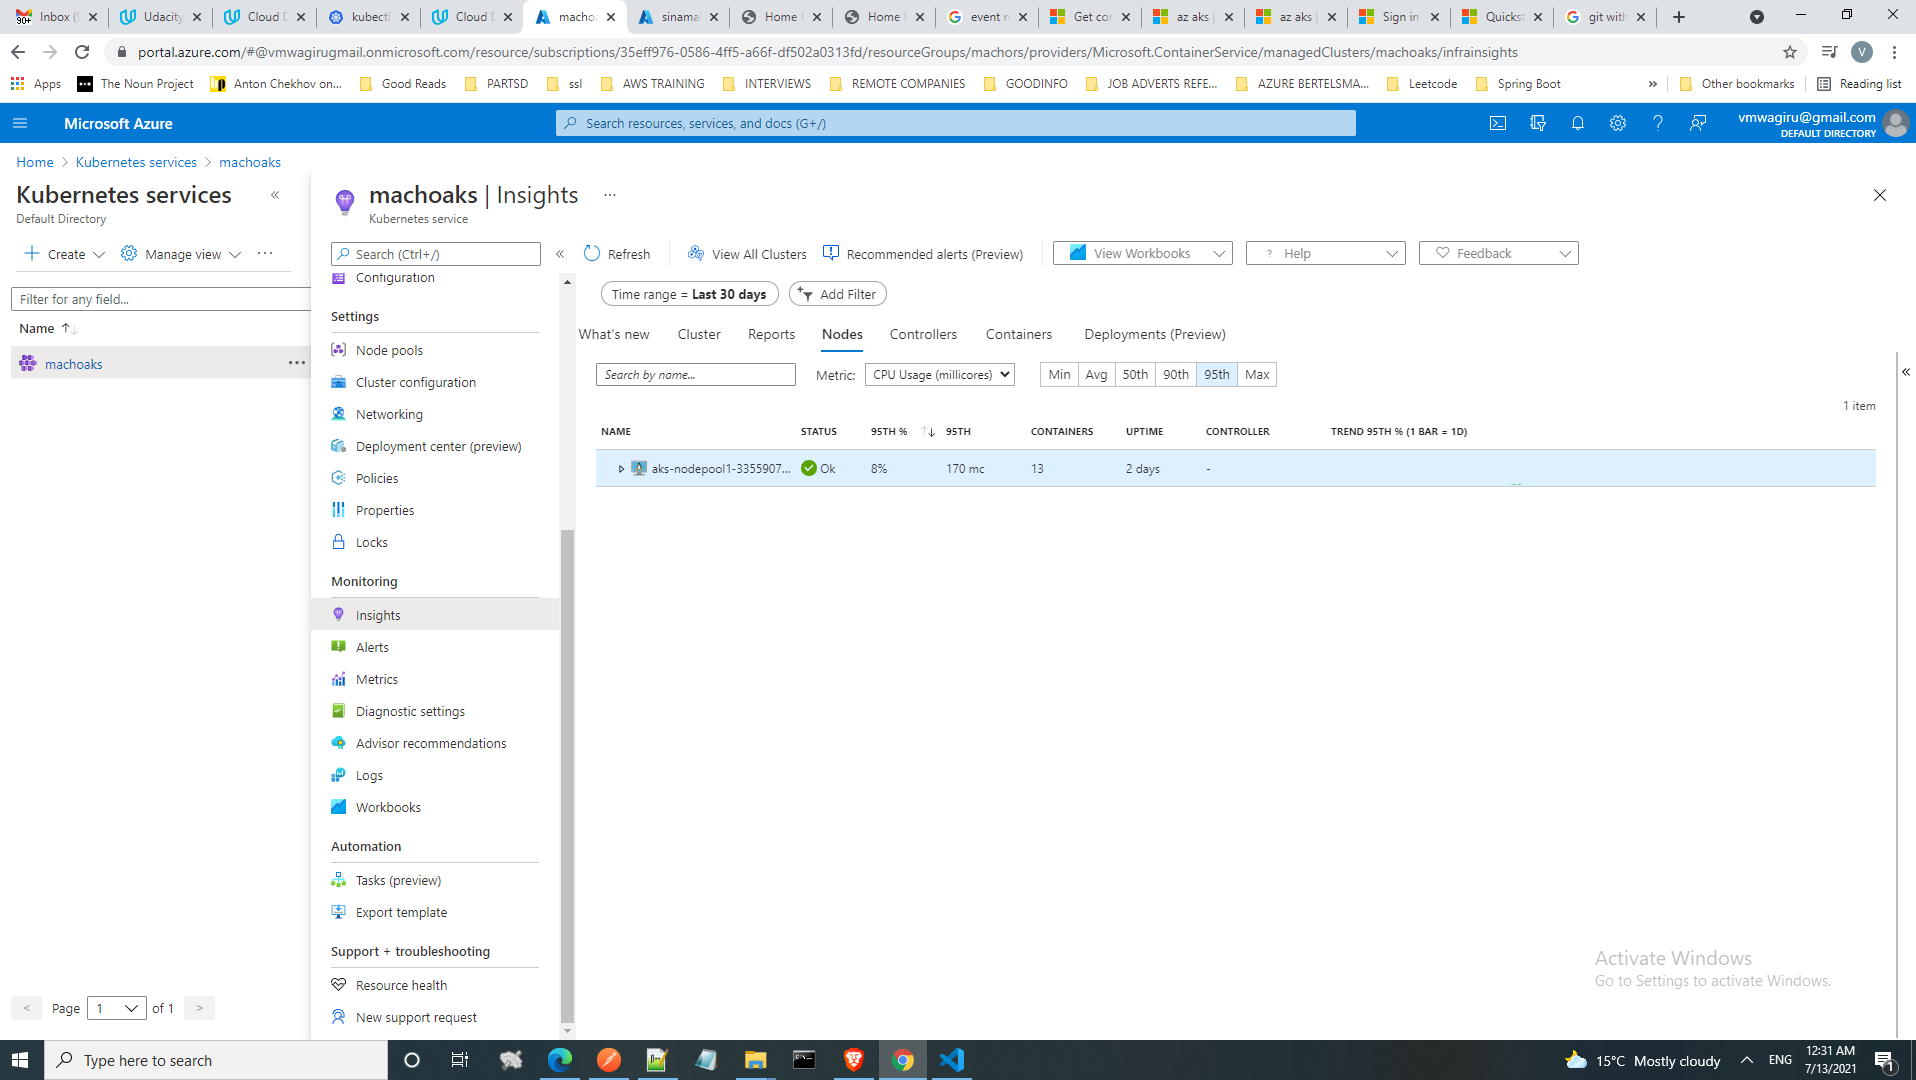 90+ Inbox (9 Udacity Cloud D kubectl Cloud D macho sinama Home F Home F event n Get cor az aks az aks Sign in Quickst git with
portal.azure.com/#@vmwagirugmail.onmicrosoft.com/resource/subscriptions/35eff976-0586-4ff5-a66f-df502a0313fd/resourceGroups/machors/providers/Microsoft.ContainerService/managedClusters/machoaks/infrainsights V
Apps The Noun Project Anton Chekhov on... Good Reads PARTSD ssl AWS TRAINING INTERVIEWS REMOTE COMPANIES GOODINFO JOB ADVERTS REFE... AZURE BERTELSMA... Leetcode Spring Boot » Other bookmarks Reading list
Microsoft Azure Search resources, services, and docs (G+/) vmwagiru@gmail.com
DEFAULT DIRECTORY
Home > Kubernetes services > machoaks
Kubernetes services «
Default Directory
Create Manage view ...
Filter for any field...
Name
machoaks ...
< Page 1 of 1 >
machoaks | Insights ...
Kubernetes service
Search (Ctrl+/) «
Configuration
Settings
Node pools
Cluster configuration
Networking
Deployment center (preview)
Policies
Properties
Locks
Monitoring
Insights
Alerts
Metrics
Diagnostic settings
Advisor recommendations
Logs
Workbooks
Automation
Tasks (preview)
Export template
Support + troubleshooting
Resource health
New support request
Refresh View All Clusters Recommended alerts (Preview) View Workbooks ? Help Feedback
Time range = Last 30 days Add Filter
What's new Cluster Reports Nodes Controllers Containers Deployments (Preview)
Search by name... Metric: CPU Usage (millicores) Min Avg 50th 90th 95th Max «
1 item
NAME STATUS 95TH % 95TH CONTAINERS UPTIME CONTROLLER TREND 95TH % (1 BAR = 1D)
aks-nodepool1-3355907... Ok 8% 170 mc 13 2 days -
Activate Windows
Go to Settings to activate Windows.
Type here to search 15°C Mostly cloudy ENG 12:31 AM 1
7/13/2021